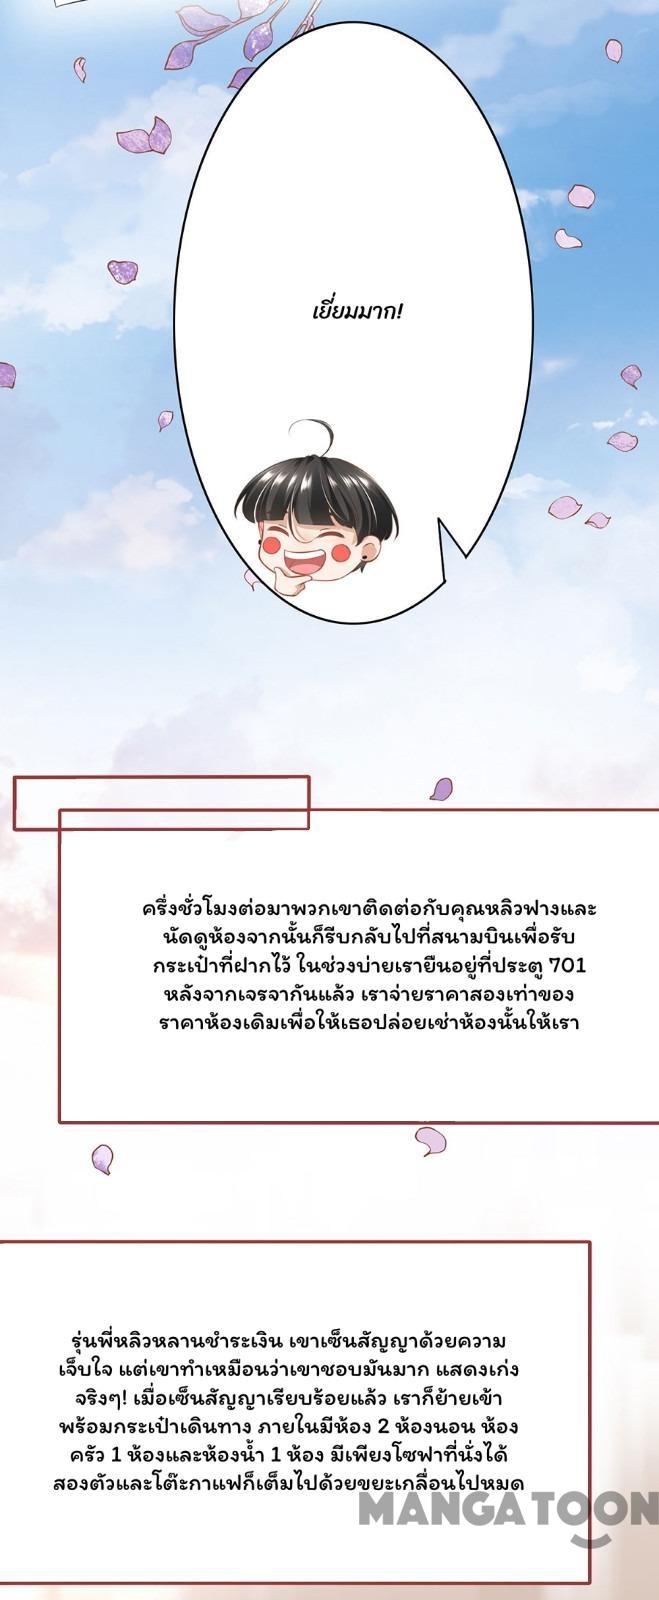 เยี่ยมมาก!
ครึ่งชั่วโมงต่อมาพวกเขาติดต่อกับคุณหลิวฟางและ
นัดดูห้องจากนั้นก็รีบกลับไปที่สนามบินเพื่อรับ
กระเป๋าที่ฝากไว้ ในช่วงบ่ายเรายืนอยู่ที่ประตู 701
หลังจากเจรจากันแล้ว เราจ่ายราคาสองเท่าของ
ราคาห้องเดิมเพื่อให้เธอปล่อยเช่าห้องนั้นให้เรา
รุ่นพี่หลิวหลานชำระเงิน เขาเซ็นสัญญาด้วยความ
เจ็บใจ แต่เขาทำเหมือนว่าเขาชอบมันมาก แสดงเก่ง
จริงๆ! เมื่อเซ็นสัญญาเรียบร้อยแล้ว เราก็ย้ายเข้า
พร้อมกระเป๋าเดินทาง ภายในมีห้อง 2 ห้องนอน ห้อง
ครัว 1 ห้องและห้องน้ำ 1 ห้อง มีเพียงโซฟาที่นั่งได้
สองตัวและโต๊ะกาแฟก็เต็มไปด้วยขยะเกลื่อนไปหมด
MANGATOON